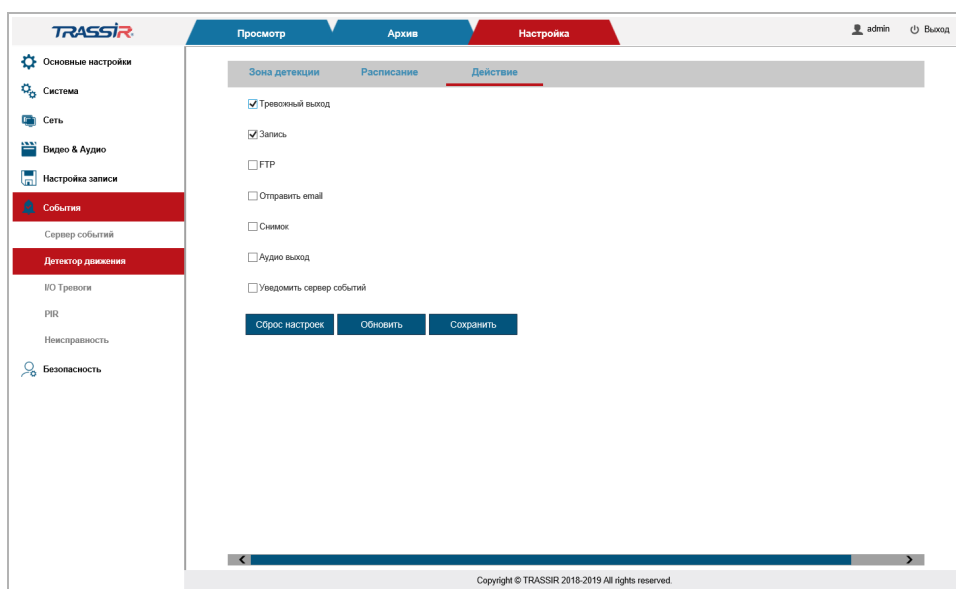 TRASSIR
Просмотр
Архив
Настройка
admin
Выход
Основные настройки
Система
Сеть
Видео & Аудио
Настройка записи
События
Сервер событий
Детектор движения
I/O Тревоги
PIR
Неисправность
Безопасность
Зона детекции
Расписание
Действие
Тревожный выход
Запись
FTP
Отправить email
Снимок
Аудио выход
Уведомить сервер событий
Сброс настроек
Обновить
Сохранить
Copyright © TRASSIR 2018-2019 All rights reserved.